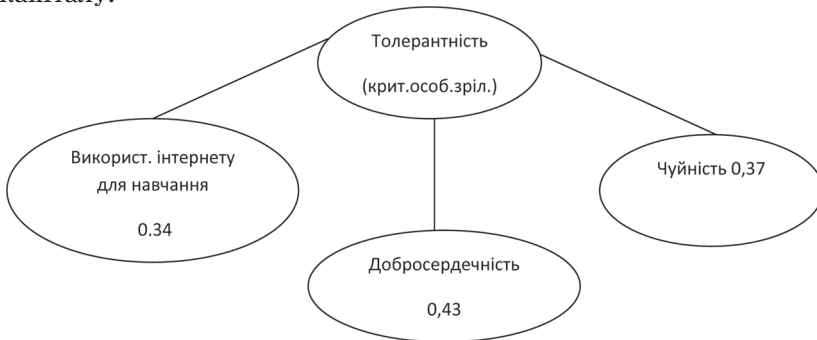 Толерантність
(крит.особ.зріл.)
Використ. інтернету
для навчання
0.34
Чуйність 0,37
Добросердечність
0,43